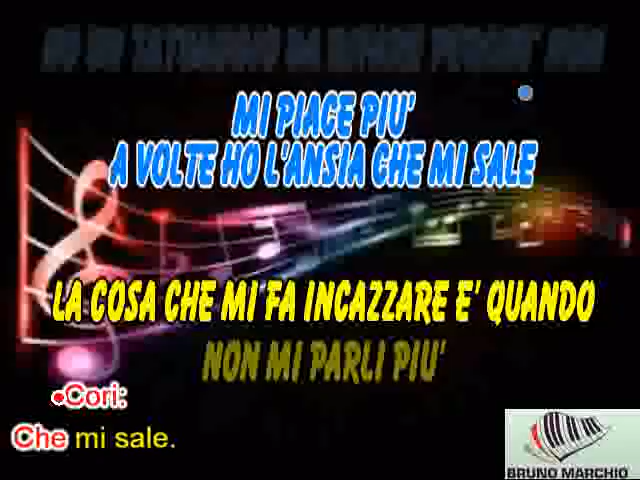 MI PIACE PIU'
A VOLTE HO L'ANSIA CHE MI SALE
LA COSA CHE MI FA INCAZZARE E' QUANDO
NON MI PARLI PIU'
•Cori:
Che mi sale.
BRUNO MARCHIO